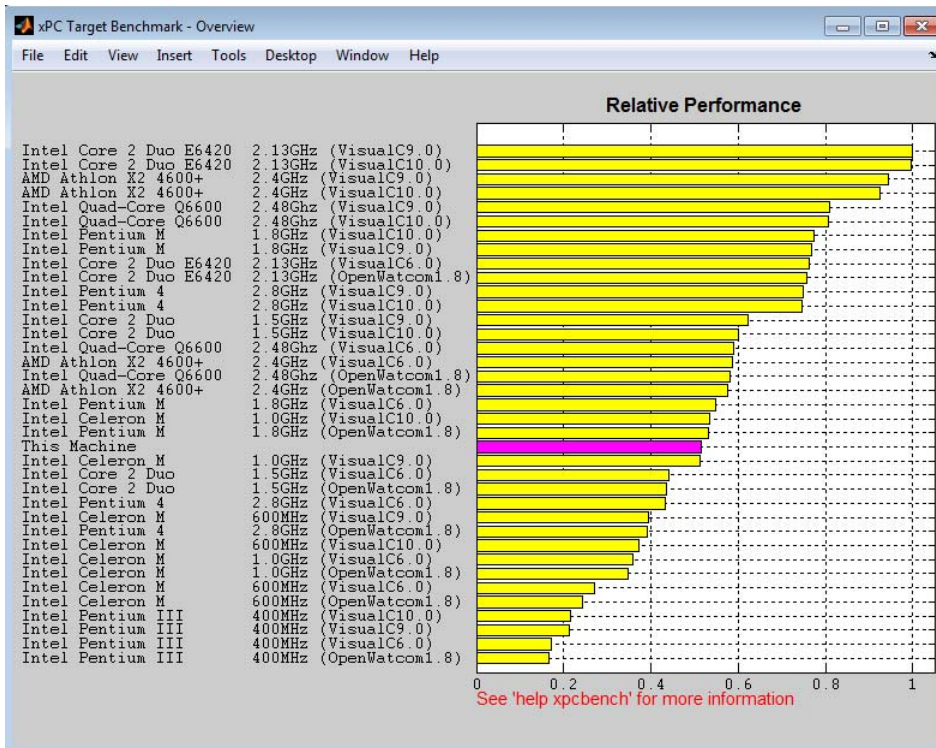 xPC Target Benchmark - Overview
File Edit View Insert Tools Desktop Window Help
Relative Performance
Intel Core 2 Duo E6420 2.13GHz (VisualC9.0)
Intel Core 2 Duo E6420 2.13GHz (VisualC10.0)
AMD Athlon X2 4600+ 2.4GHz (VisualC9.0)
AMD Athlon X2 4600+ 2.4GHz (VisualC10.0)
Intel Quad-Core Q6600 2.48Ghz (VisualC9.0)
Intel Quad-Core Q6600 2.48Ghz (VisualC10.0)
Intel Pentium M 1.8GHz (VisualC10.0)
Intel Pentium M 1.8GHz (VisualC9.0)
Intel Core 2 Duo E6420 2.13GHz (VisualC6.0)
Intel Core 2 Duo E6420 2.13GHz (OpenWatcom1.8)
Intel Pentium 4 2.8GHz (VisualC9.0)
Intel Pentium 4 2.8GHz (VisualC10.0)
Intel Core 2 Duo 1.5GHz (VisualC9.0)
Intel Core 2 Duo 1.5GHz (VisualC10.0)
Intel Quad-Core Q6600 2.48Ghz (VisualC6.0)
AMD Athlon X2 4600+ 2.4GHz (VisualC6.0)
Intel Quad-Core Q6600 2.48Ghz (OpenWatcom1.8)
AMD Athlon X2 4600+ 2.4GHz (OpenWatcom1.8)
Intel Pentium M 1.8GHz (VisualC6.0)
Intel Celeron M 1.0GHz (VisualC10.0)
Intel Pentium M 1.8GHz (OpenWatcom1.8)
This Machine
Intel Celeron M 1.0GHz (VisualC9.0)
Intel Core 2 Duo 1.5GHz (VisualC6.0)
Intel Core 2 Duo 1.5GHz (OpenWatcom1.8)
Intel Pentium 4 2.8GHz (VisualC6.0)
Intel Celeron M 600MHz (VisualC9.0)
Intel Pentium 4 2.8GHz (OpenWatcom1.8)
Intel Celeron M 600MHz (VisualC10.0)
Intel Celeron M 1.0GHz (VisualC6.0)
Intel Celeron M 1.0GHz (OpenWatcom1.8)
Intel Celeron M 600MHz (VisualC6.0)
Intel Celeron M 600MHz (OpenWatcom1.8)
Intel Pentium III 400MHz (VisualC10.0)
Intel Pentium III 400MHz (VisualC9.0)
Intel Pentium III 400MHz (VisualC6.0)
Intel Pentium III 400MHz (OpenWatcom1.8)
0 0.2 0.4 0.6 0.8 1
See 'help xpcbench' for more information